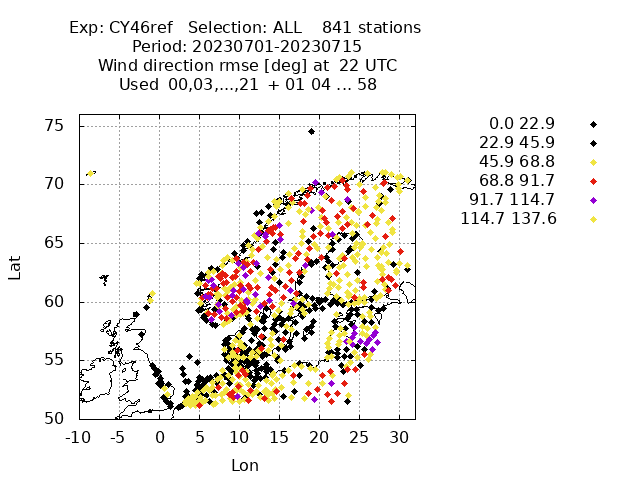 Exp: CY46ref   Selection: ALL    841 stations
Period: 20230701-20230715
Wind direction rmse [deg] at  22 UTC
Used  00,03,...,21  + 01 04 ... 58
0.0 22.9
22.9 45.9
45.9 68.8
68.8 91.7
91.7 114.7
114.7 137.6
Lat
75
70
65
60
55
50
-10 -5 0 5 10 15 20 25 30
Lon